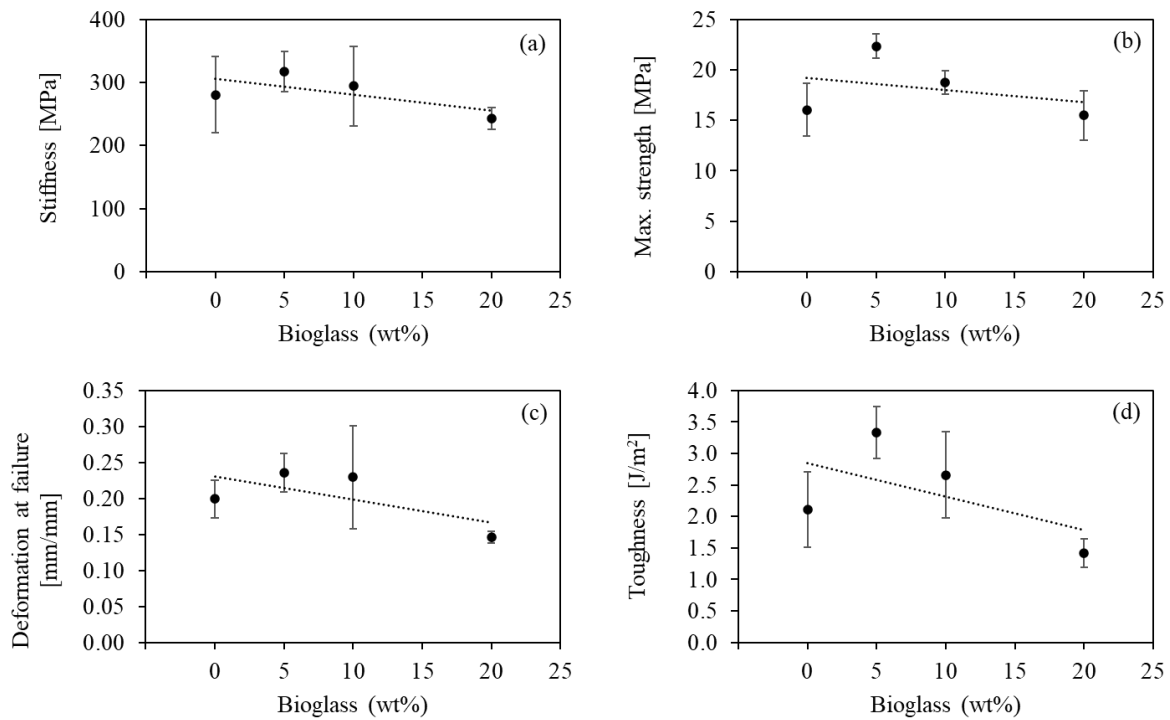 (a)
Stiffness [MPa]
400
300
200
100
0
0 5 10 15 20 25
Bioglass (wt%)
(b)
Max. strength [MPa]
25
20
15
10
5
0
0 5 10 15 20 25
Bioglass (wt%)
(c)
Deformation at failure
[mm/mm]
0.35
0.30
0.25
0.20
0.15
0.10
0.05
0.00
0 5 10 15 20 25
Bioglass (wt%)
(d)
Toughness [J/m²]
4.0
3.5
3.0
2.5
2.0
1.5
1.0
0.5
0.0
0 5 10 15 20 25
Bioglass (wt%)